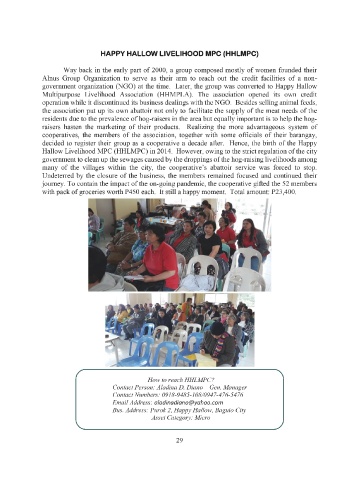 HAPPY HALLOW LIVELIHOOD MPC (HHLMPC)
Way back in the early part of 2000, a group composed mostly of women founded their
Alnus Group Organization to serve as their arm to reach out the credit facilities of a non-
government organization (NGO) at the time. Later, the group was converted to Happy Hallow
Multipurpose Livelihood Association (HHMPLA). The association opened its own credit
operation while it discontinued its business dealings with the NGO. Besides selling animal feeds,
the association put up its own abattoir not only to facilitate the supply of the meat needs of the
residents due to the prevalence of hog-raisers in the area but equally important is to help the hog-
raisers hasten the marketing of their products. Realizing the more advantageous system of
cooperatives, the members of the association, together with some officials of their barangay,
decided to register their group as a cooperative a decade after. Hence, the birth of the Happy
Hallow Livelihood MPC (HHLMPC) in 2014. However, owing to the strict regulation of the city
government to clean up the sewages caused by the droppings of the hog-raising livelihoods among
many of the villages within the city, the cooperative's abattoir service was forced to stop.
Undeterred by the closure of the business, the members remained focused and continued their
journey. To contain the impact of the on-going pandemic, the cooperative gifted the 52 members
with pack of groceries worth P450 each. It still a happy moment. Total amount: P23,400.
How to reach HHLMPC?
Contact Person: Aladina D. Diano – Gen. Manager
Contact Numbers: 0918-9485-108/0947-476-5476
Email Address: aladinadiano@yahoo.com
Bus. Address: Purok 2, Happy Hallow, Baguio City
Asset Category: Micro
29